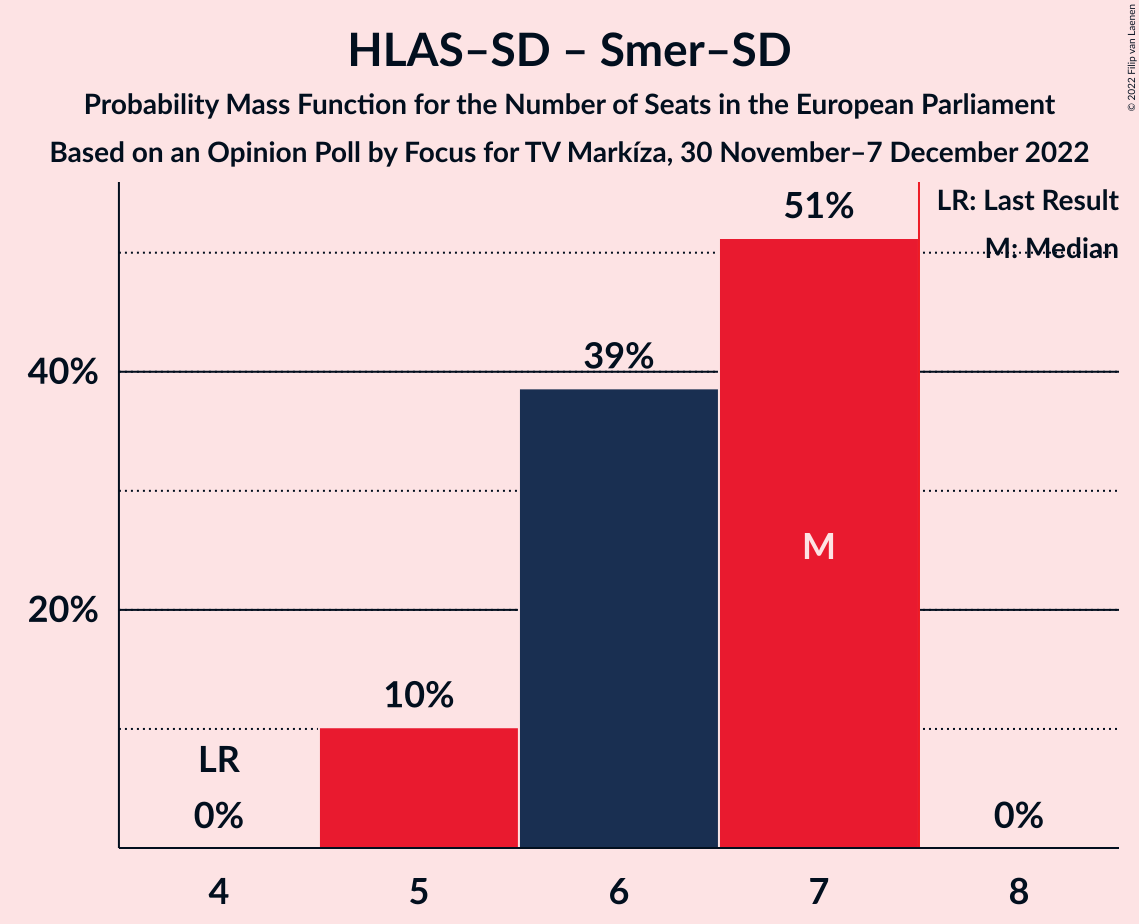 HLAS–SD – Smer–SD
Probability Mass Function for the Number of Seats in the European Parliament
Based on an Opinion Poll by Focus for TV Markíza, 30 November–7 December 2022
© 2022 Filip van Laenen
LR: Last Result
M: Median
51%
39%
40%
M
20%
10%
LR
0%
0%
4
5
6
7
8